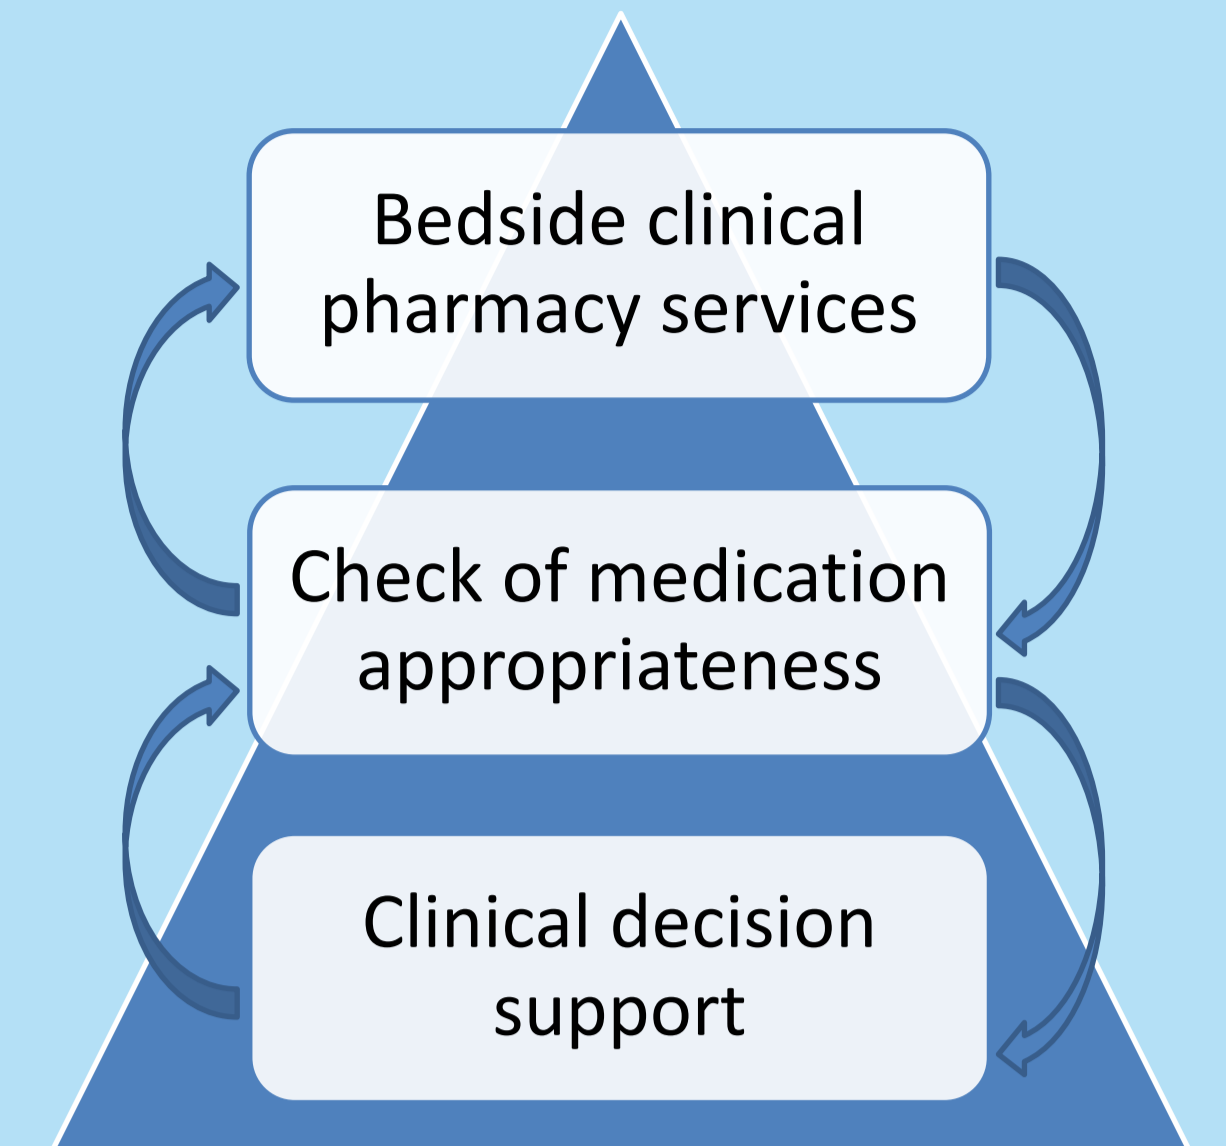 Bedside clinical
pharmacy services
Check of medication
appropriateness
Clinical decision
support